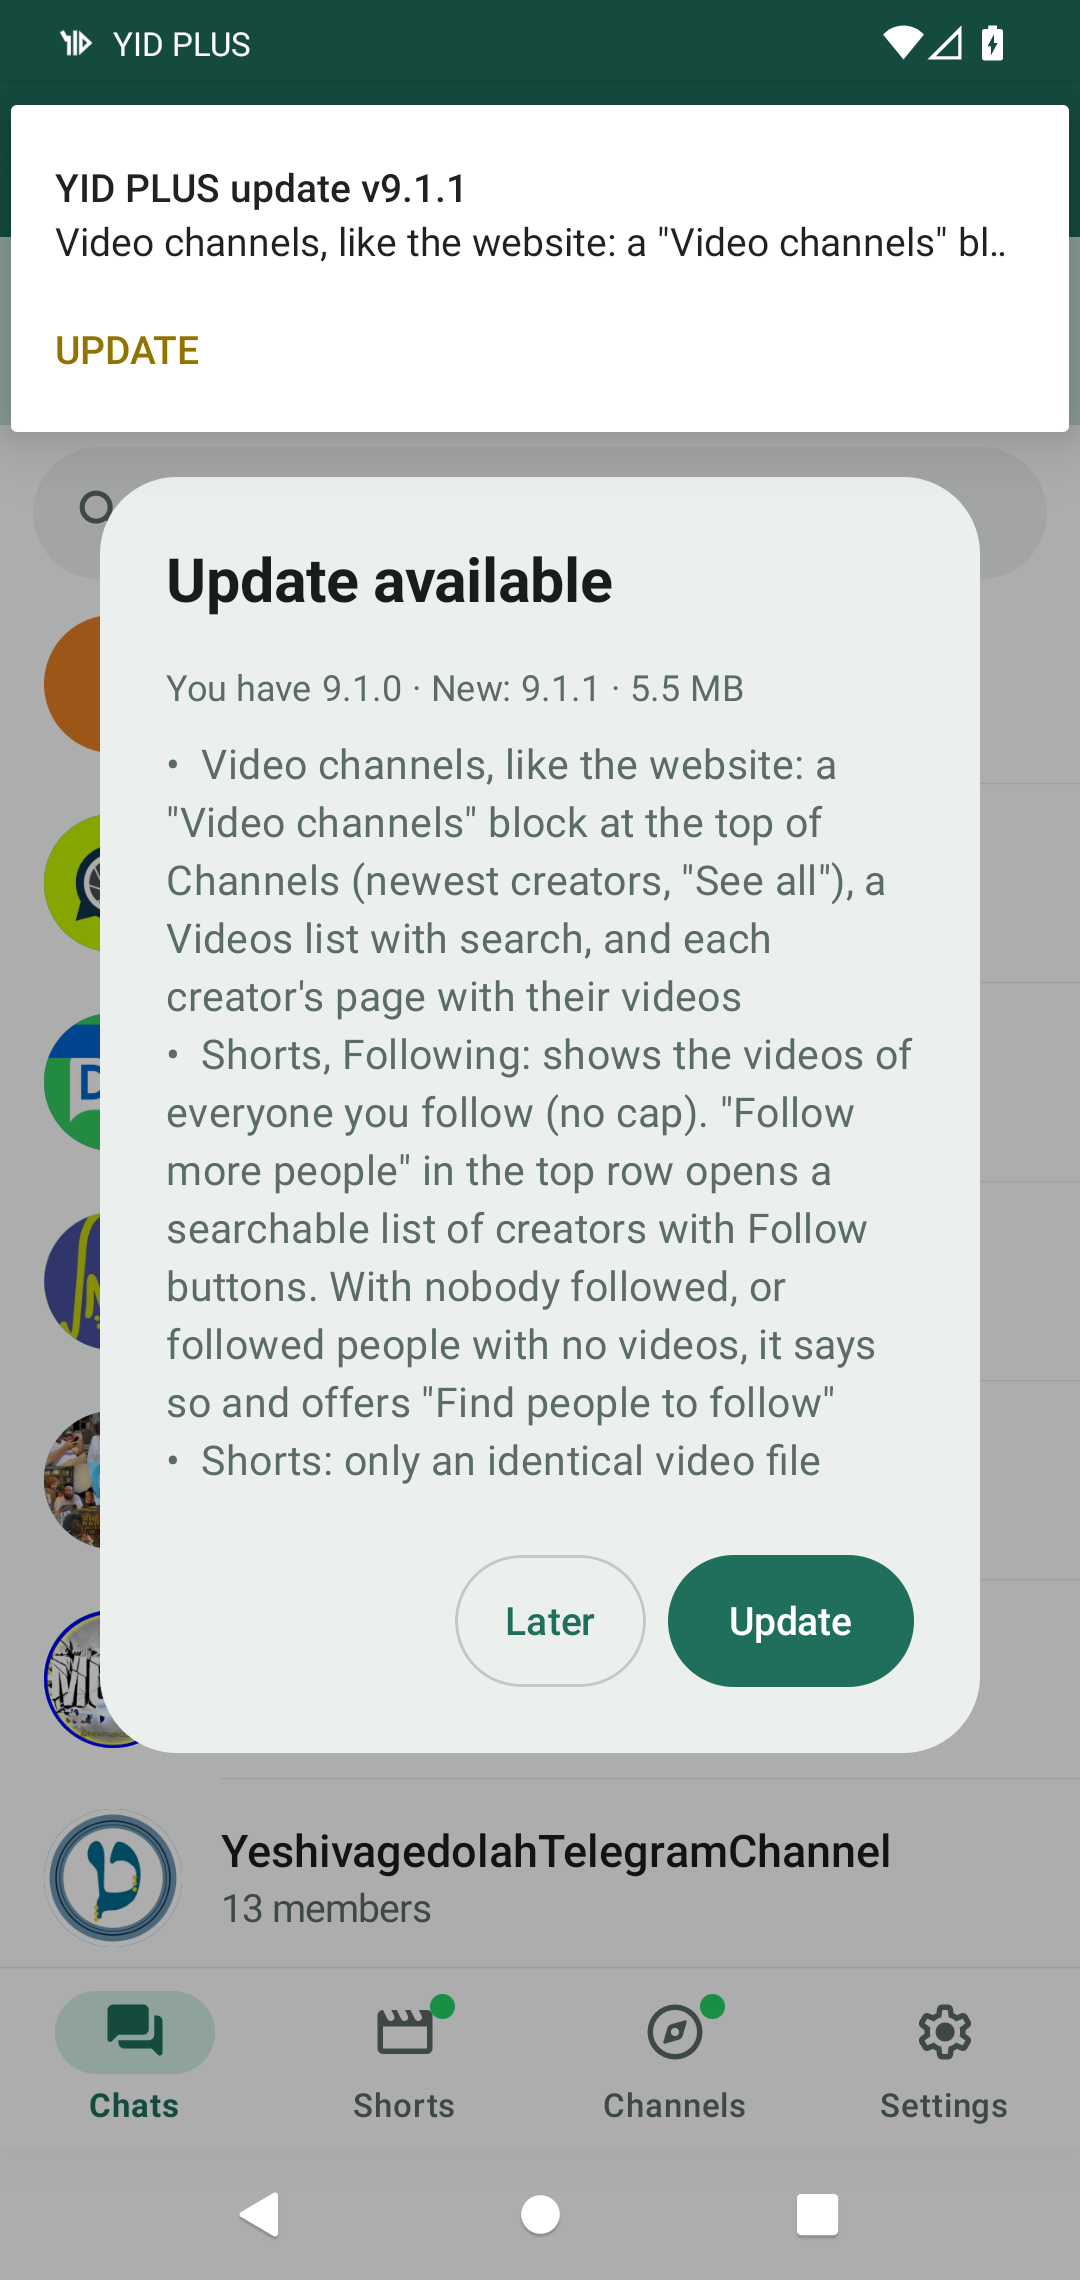 YID PLUS
YID PLUS update v9.1.1
Video channels, like the website: a "Video channels" bl..
UPDATE
Update available
You have 9.1.0 · New: 9.1.1 · 5.5 MB
• Video channels, like the website: a
"Video channels" block at the top of
Channels (newest creators, "See all"), a
Videos list with search, and each
creator's page with their videos
• Shorts, Following: shows the videos of
everyone you follow (no cap). "Follow
more people" in the top row opens a
searchable list of creators with Follow
buttons. With nobody followed, or
followed people with no videos, it says
so and offers "Find people to follow"
• Shorts: only an identical video file
Later
Update
YeshivagedolahTelegramChannel
13 members
Chats
Shorts
Channels
Settings